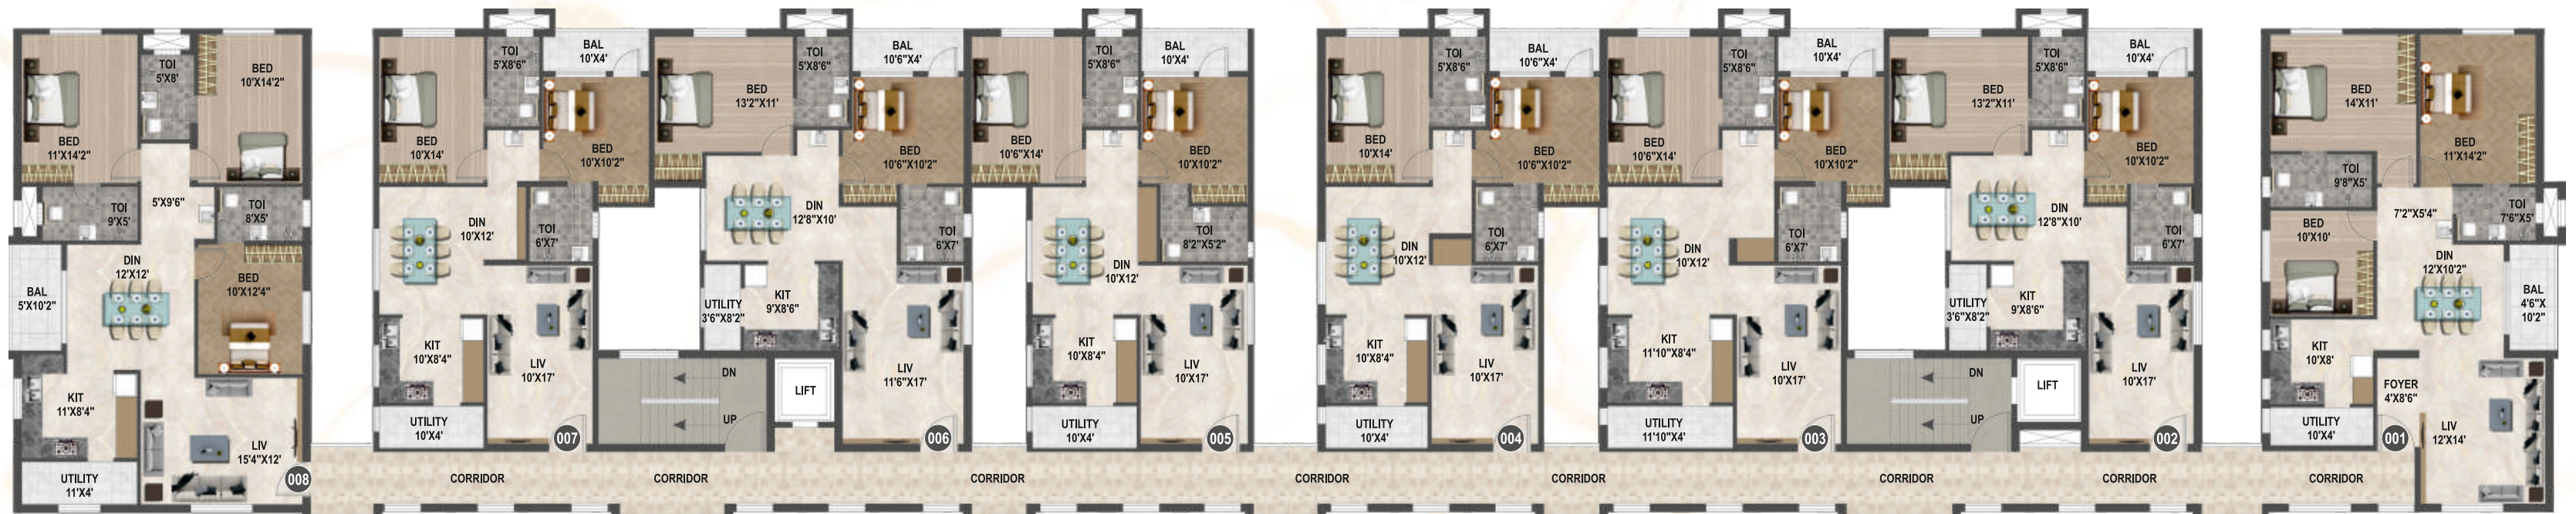 BED
11'X14'2"
TOI
5'X8'
BED
10'X14'2"
TOI
9'X5'
5'X9'6"
TOI
8'X5'
BAL
5'X10'2"
DIN
12'X12'
BED
10'X12'4"
KIT
11'X8'4"
LIV
15'4"X12'
UTILITY
11'X4'
008
BED
10'X14'
TOI
5'X8'6"
BAL
10'X4'
BED
10'X10'2"
DIN
10'X12'
TOI
6'X7'
KIT
10'X8'4"
LIV
10'X17'
UTILITY
10'X4'
007
DN
UP
LIFT
BED
13'2"X11'
TOI
5'X8'6"
BAL
10'6"X4'
BED
10'6"X10'2"
DIN
12'8"X10'
TOI
6'X7'
UTILITY
3'6"X8'2"
KIT
9'X8'6"
LIV
11'6"X17'
006
BED
10'6"X14'
TOI
5'X8'6"
BAL
10'X4'
BED
10'X10'2"
TOI
8'2"X5'2"
DIN
10'X12'
KIT
10'X8'4"
LIV
10'X17'
UTILITY
10'X4'
005
BED
10'X14'
TOI
5'X8'6"
BAL
10'6"X4'
BED
10'6"X10'2"
TOI
6'X7'
DIN
10'X12'
KIT
10'X8'4"
LIV
10'X17'
UTILITY
10'X4'
004
BED
10'6"X14'
TOI
5'X8'6"
BAL
10'X4'
BED
10'X10'2"
TOI
6'X7'
DIN
10'X12'
KIT
11'10"X8'4"
LIV
10'X17'
UTILITY
11'10"X4'
003
DN
UP
LIFT
BED
13'2"X11'
TOI
5'X8'6"
BAL
10'X4'
BED
10'X10'2"
DIN
12'8"X10'
TOI
6'X7'
UTILITY
3'6"X8'2"
KIT
9'X8'6"
LIV
10'X17'
002
BED
14'X11'
BED
11'X14'2"
TOI
9'8"X5'
7'2"X5'4"
TOI
7'6"X5'
BED
10'X10'
DIN
12'X10'2"
BAL
4'6"X
10'2"
KIT
10'X8'
FOYER
4'X8'6"
UTILITY
10'X4'
LIV
12'X14'
001
CORRIDOR
CORRIDOR
CORRIDOR
CORRIDOR
CORRIDOR
CORRIDOR
CORRIDOR
CORRIDOR